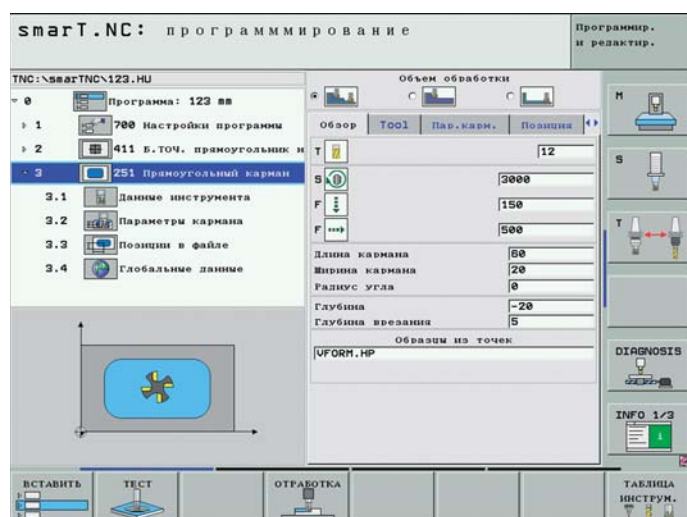 smarT.NC: программмирование
Программир.
и редактир.
TNC:\smarTNC\123.HU
0 Программа: 123 mm
1 700 Настройки программы
2 411 Б.ТОЧ. прямоугольник н
3 251 Прямоугольный карман
3.1 Данные инструмента
3.2 Параметры кармана
3.3 Позиции в файле
3.4 Глобальные данные
Объем обработки
Обзор Tool Пар.карм. Позиция
T 12
S 3000
F 150
F 500
Длина кармана 60
Ширина кармана 20
Радиус угла 0
Глубина -20
Глубина врезания 5
Образцы из точек
VFORM.HP
M
S
T
DIAGNOSIS
INFO 1/3
ВСТАВИТЬ
ТЕСТ
ОТРАБОТКА
ТАБЛИЦА
ИНСТРУМ.